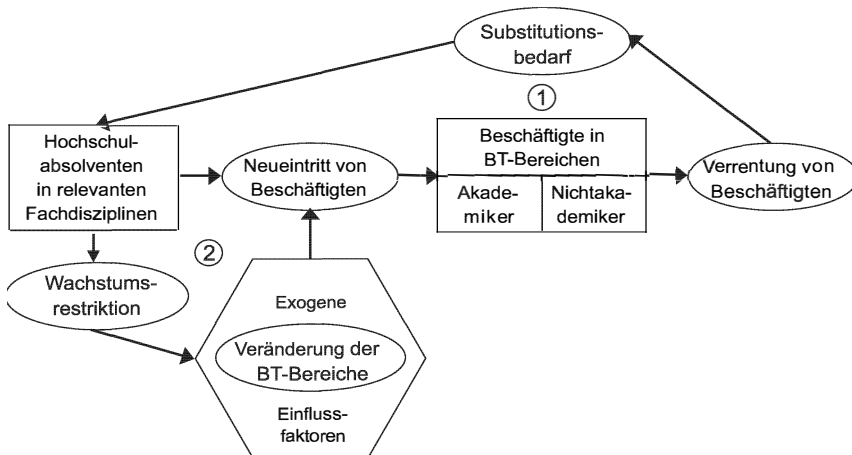 Substitutions-
bedarf
①
Hochschul-
absolventen
in relevanten
Fachdisziplinen
Neueintritt von
Beschäftigten
Beschäftigte in
BT-Bereichen
Akade-
miker
Nichtaka-
demiker
Verrentung von
Beschäftigten
②
Wachstums-
restriktion
Exogene
Veränderung der
BT-Bereiche
Einfluss-
faktoren